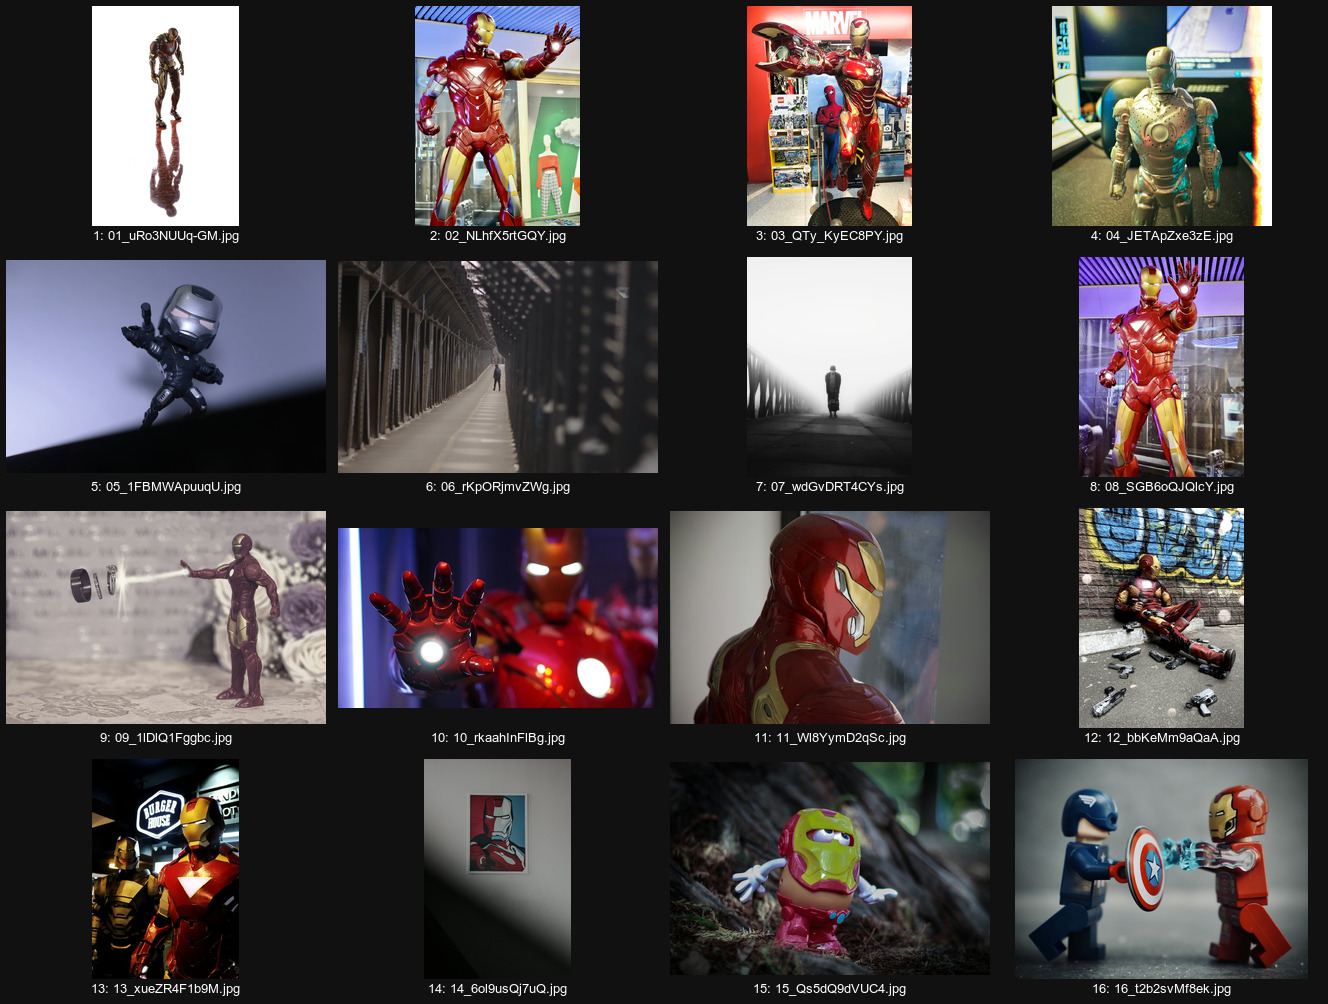 MARVEL
1: 01_uRo3NUUq-GM.jpg
2: 02_NLhfX5rtGQY.jpg
3: 03_QTy_KyEC8PY.jpg
4: 04_JETApZxe3zE.jpg
5: 05_1FBMWApuuqU.jpg
6: 06_rKpORjmvZWg.jpg
7: 07_wdGvDRT4CYs.jpg
8: 08_SGB6oQJQlcY.jpg
9: 09_1lDlQ1Fggbc.jpg
10: 10_rkaahInFlBg.jpg
11: 11_Wl8YymD2qSc.jpg
12: 12_bbKeMm9aQaA.jpg
BURGER
HOUSE
13: 13_xueZR4F1b9M.jpg
14: 14_6ol9usQj7uQ.jpg
15: 15_Qs5dQ9dVUC4.jpg
16: 16_t2b2svMf8ek.jpg